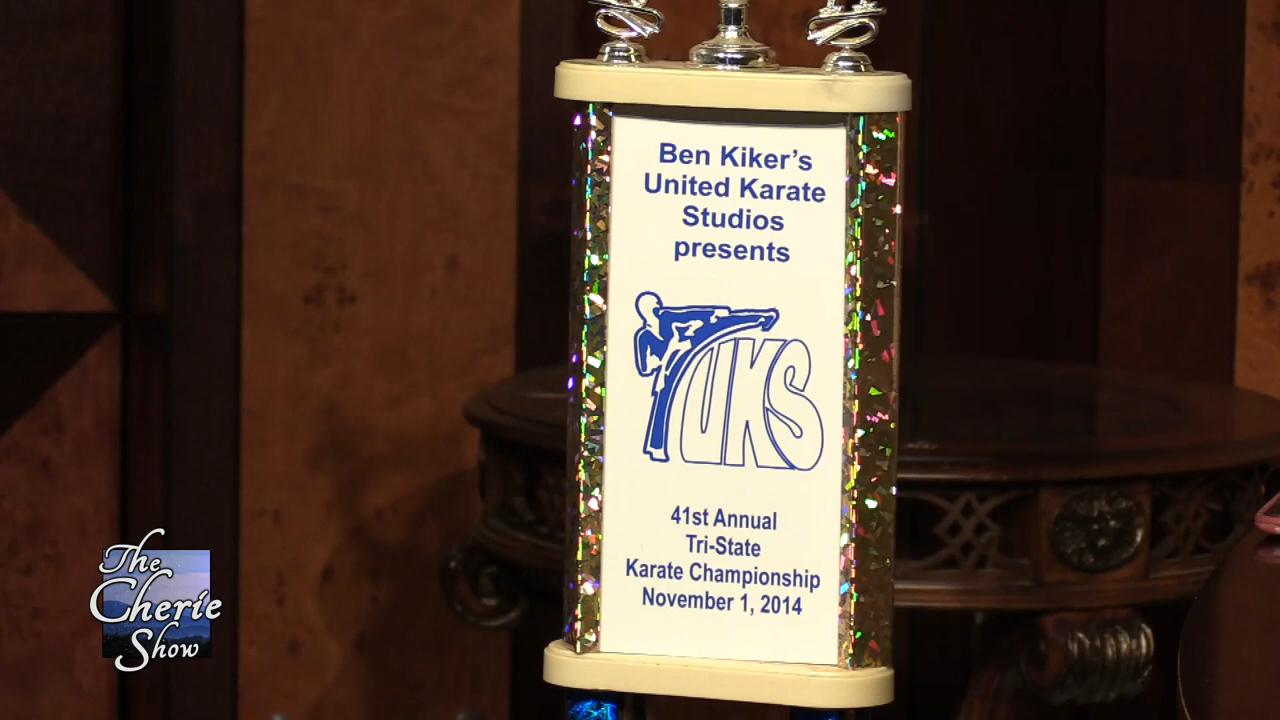 Ben Kiker’s
United Karate
Studios
presents
UKS
41st Annual
Tri-State
Karate Championship
November 1, 2014
The
Cherie
Show